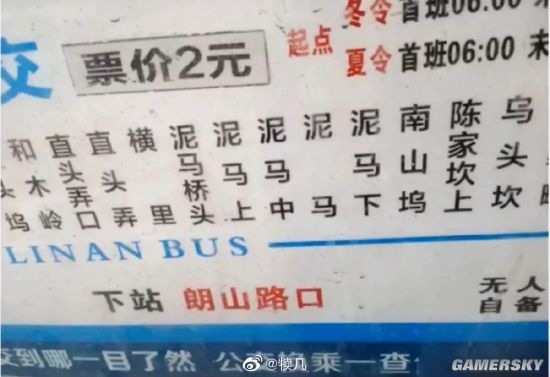 交 票价2元 起点 冬令 首班06:00 末
夏令 首班06:00 末
头坞
和木岭
直头弄口
直头弄
横里
泥马桥头
泥马上
泥马中
泥马
泥马下
南山坞
陈家坎上
乌头坎
LINAN BUS
下站 朗山路口
无人
自备
交到哪一目了然 公 乘一查
@犊几
GAMERSKY